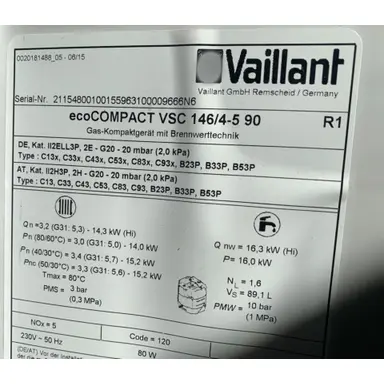 0020181488_05 - 06/15
Vaillant
Vaillant GmbH Remscheid / Germany
Serial-Nr. 21154800100155963100009666N6
ecoCOMPACT VSC 146/4-5 90 R1
Gas-Kompaktgerät mit Brennwerttechnik
DE, Kat. II2ELL3P, 2E - G20 - 20 mbar (2,0 kPa)
Type : C13x, C33x, C43x, C53x, C83x, C93x, B23P, B33P, B53P
AT, Kat. II2H3P, 2H - G20 - 20 mbar (2,0 kPa)
Type : C13, C33, C43, C53, C83, C93, B23P, B33P, B53P
Qn =3,2 (G31: 5,3) - 14,3 kW (Hi)
Pn (80/60°C) = 3,0 (G31: 5,0) - 14,0 kW
Pn (40/30°C) = 3,4 (G31: 5,7) - 15,2 kW
Pnc (50/30°C) = 3,3 (G31: 5,6) - 15,2 kW
Tmax = 80°C
PMS = 3 bar
(0,3 MPa)
Q nw = 16,3 kW (Hi)
P = 16,0 kW
NL = 1,6
VS = 89,1 L
PMW = 10 bar
(1 MPa)
NOx = 5
Code = 120
230V ~ 50 Hz
80 W
(DE/AT) Vor der